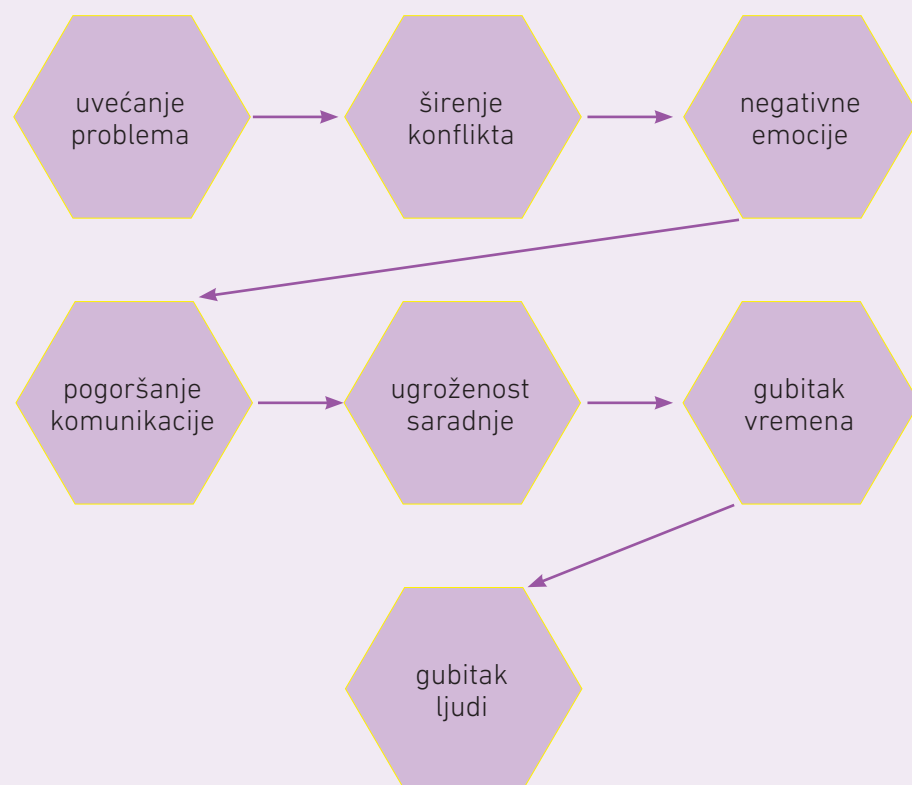 uvećanje
problema
širenje
konflikta
negativne
emocije
pogoršanje
komunikacije
ugroženost
saradnje
gubitak
vremena
gubitak
ljudi